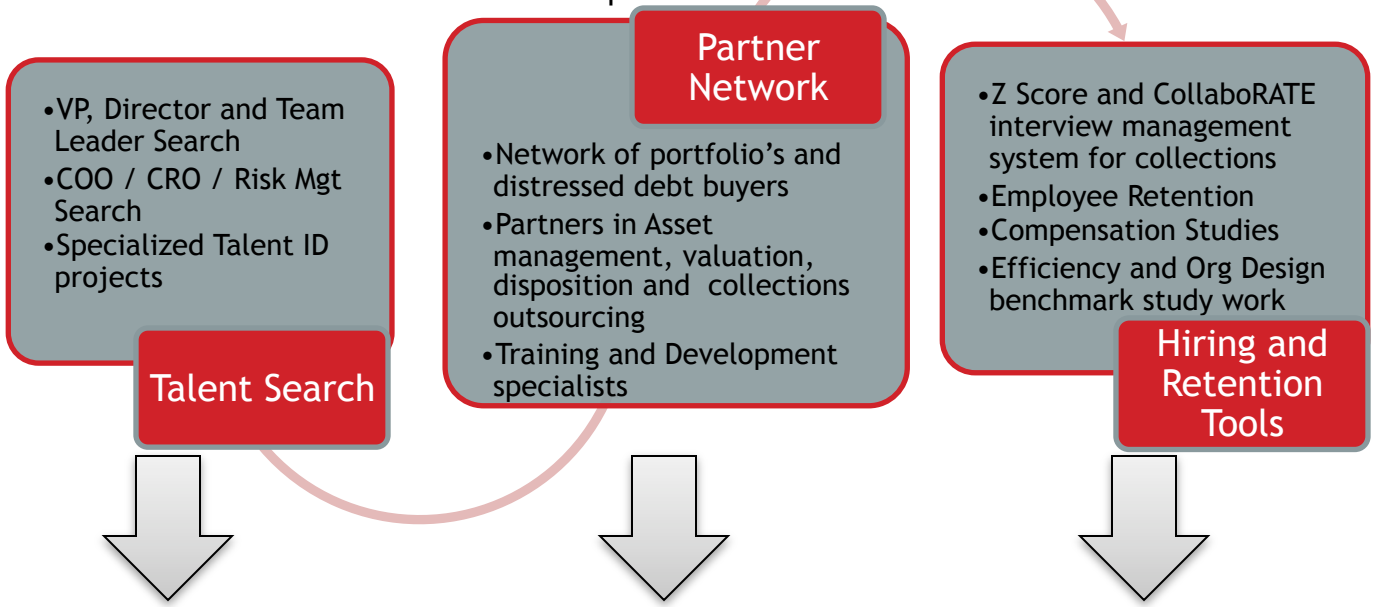 •VP, Director and Team
Leader Search
•COO / CRO / Risk Mgt
Search
•Specialized Talent ID
projects
Talent Search
Partner
Network
•Network of portfolio's and
distressed debt buyers
•Partners in Asset
management, valuation,
disposition and collections
outsourcing
•Training and Development
specialists
•Z Score and CollaboRATE
interview management
system for collections
•Employee Retention
•Compensation Studies
•Efficiency and Org Design
benchmark study work
Hiring and
Retention
Tools